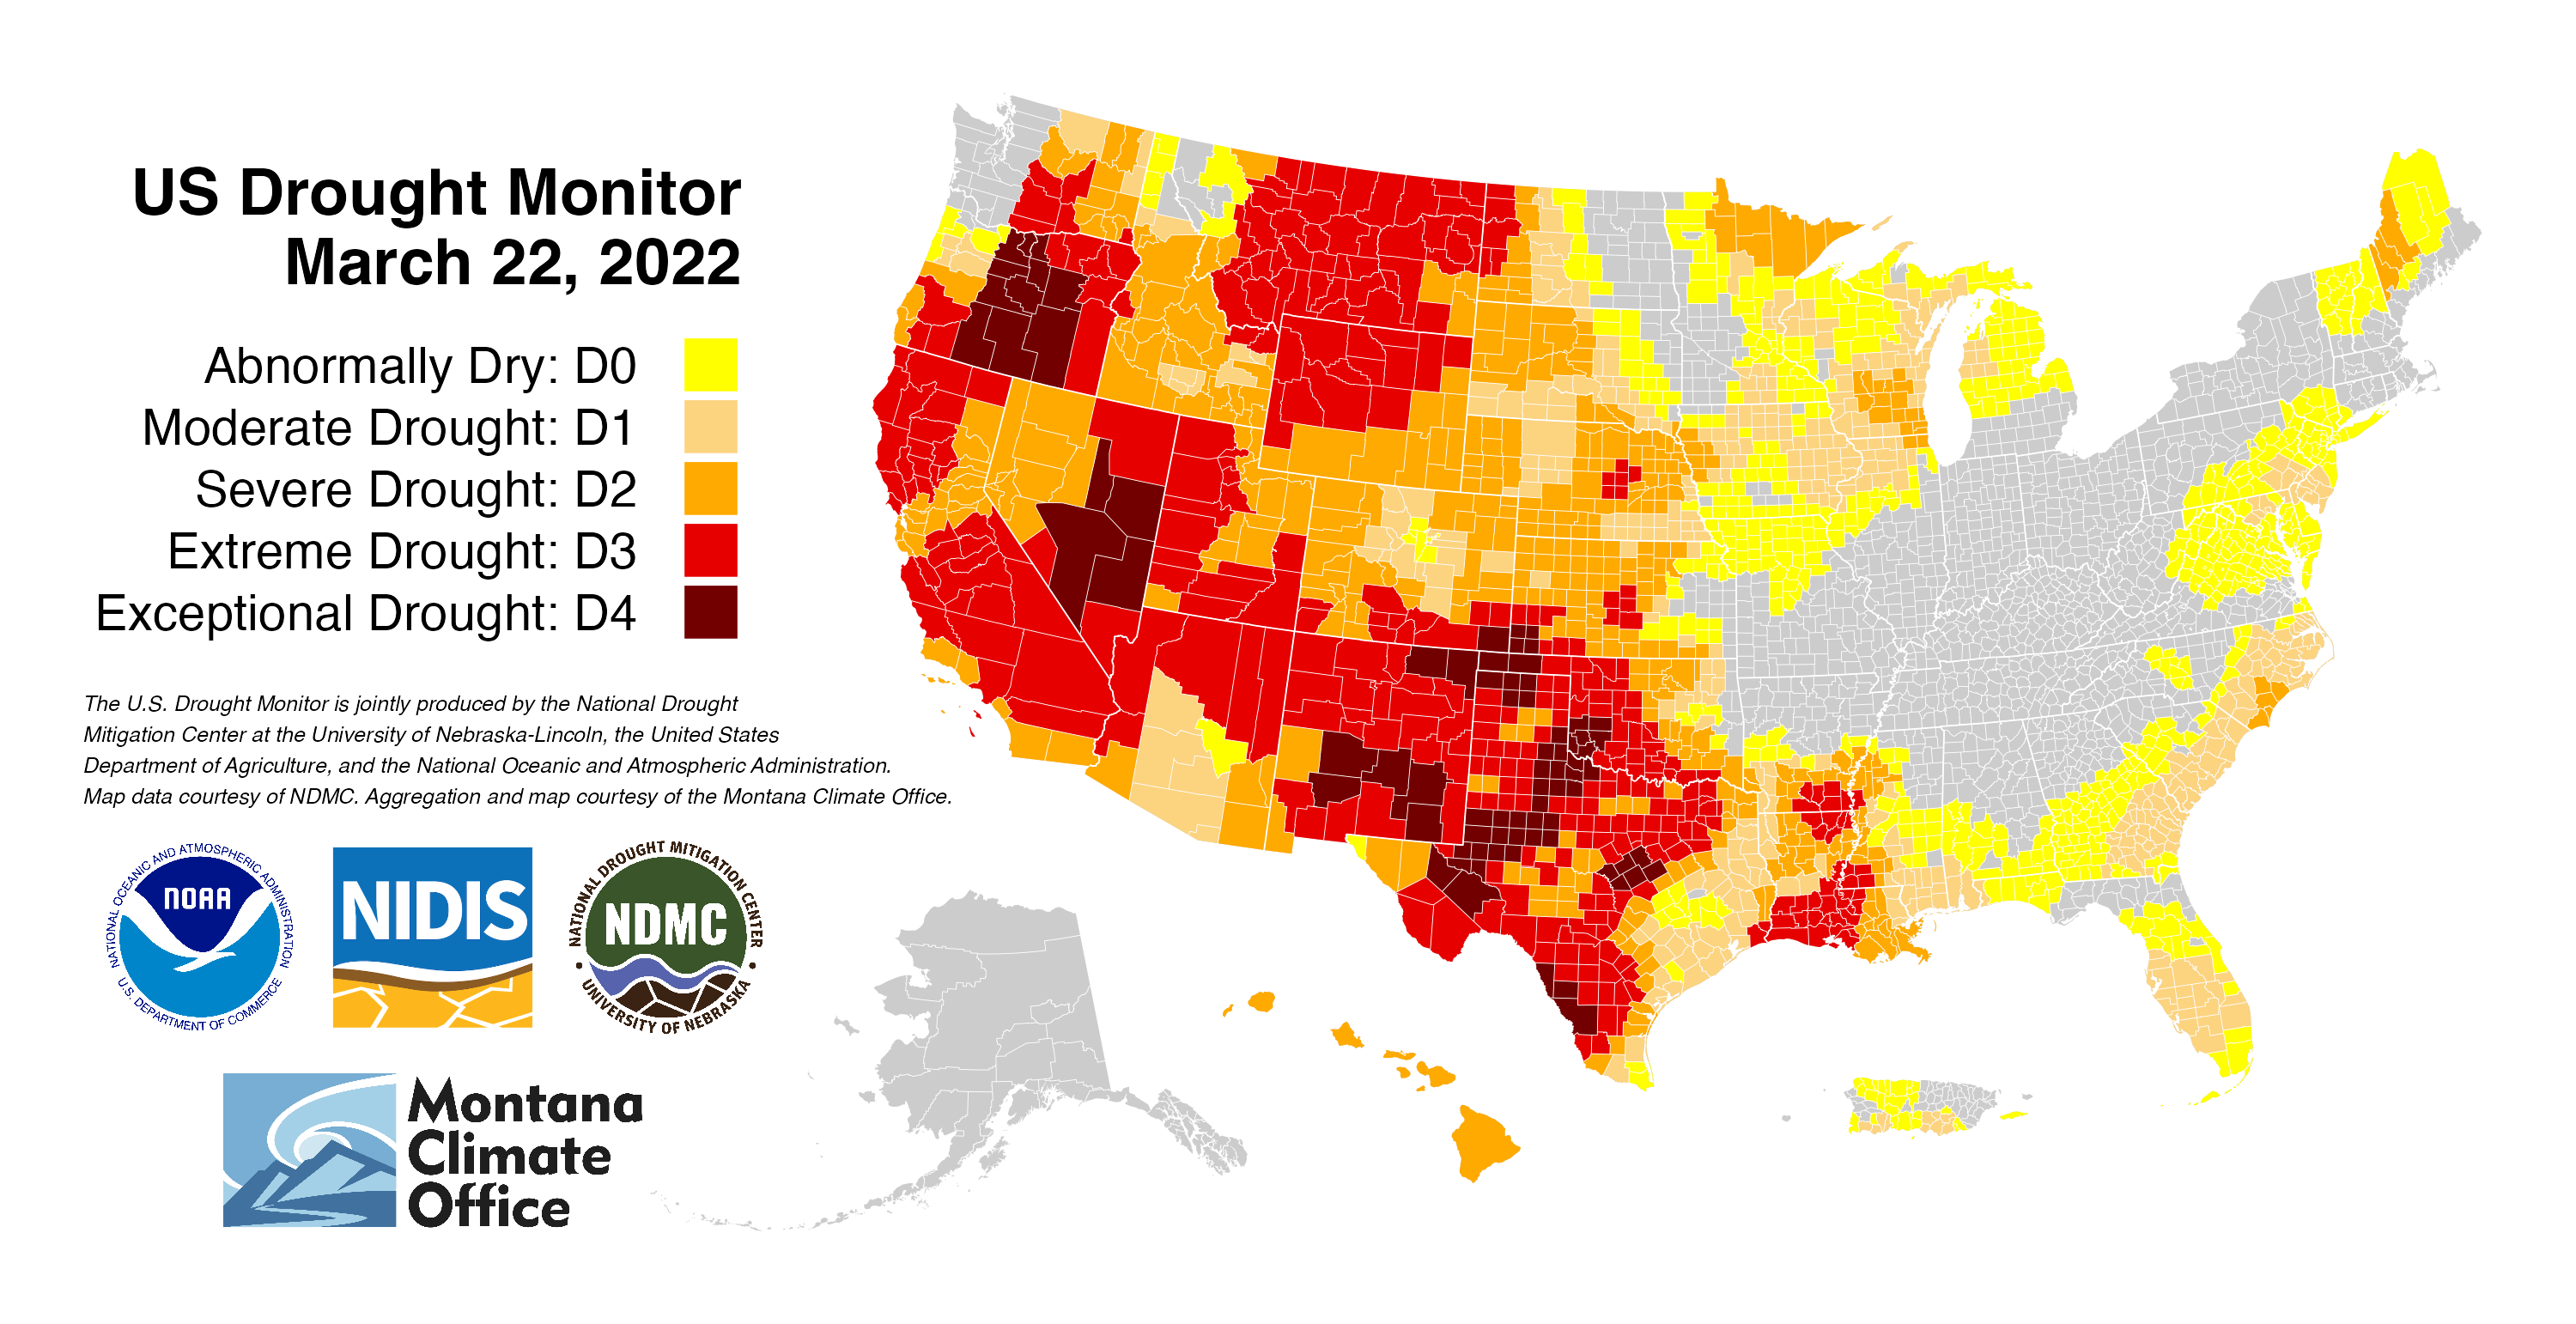 US Drought Monitor
March 22, 2022
Abnormally Dry: D0
Moderate Drought: D1
Severe Drought: D2
Extreme Drought: D3
Exceptional Drought: D4
The U.S. Drought Monitor is jointly produced by the National Drought
Mitigation Center at the University of Nebraska-Lincoln, the United States
Department of Agriculture, and the National Oceanic and Atmospheric Administration.
Map data courtesy of NDMC. Aggregation and map courtesy of the Montana Climate Office.
NATIONAL OCEANIC AND ATMOSPHERIC ADMINISTRATION
NOAA
U.S. DEPARTMENT OF COMMERCE
NIDIS
NATIONAL DROUGHT MITIGATION CENTER
NDMC
UNIVERSITY OF NEBRASKA
Montana
Climate
Office